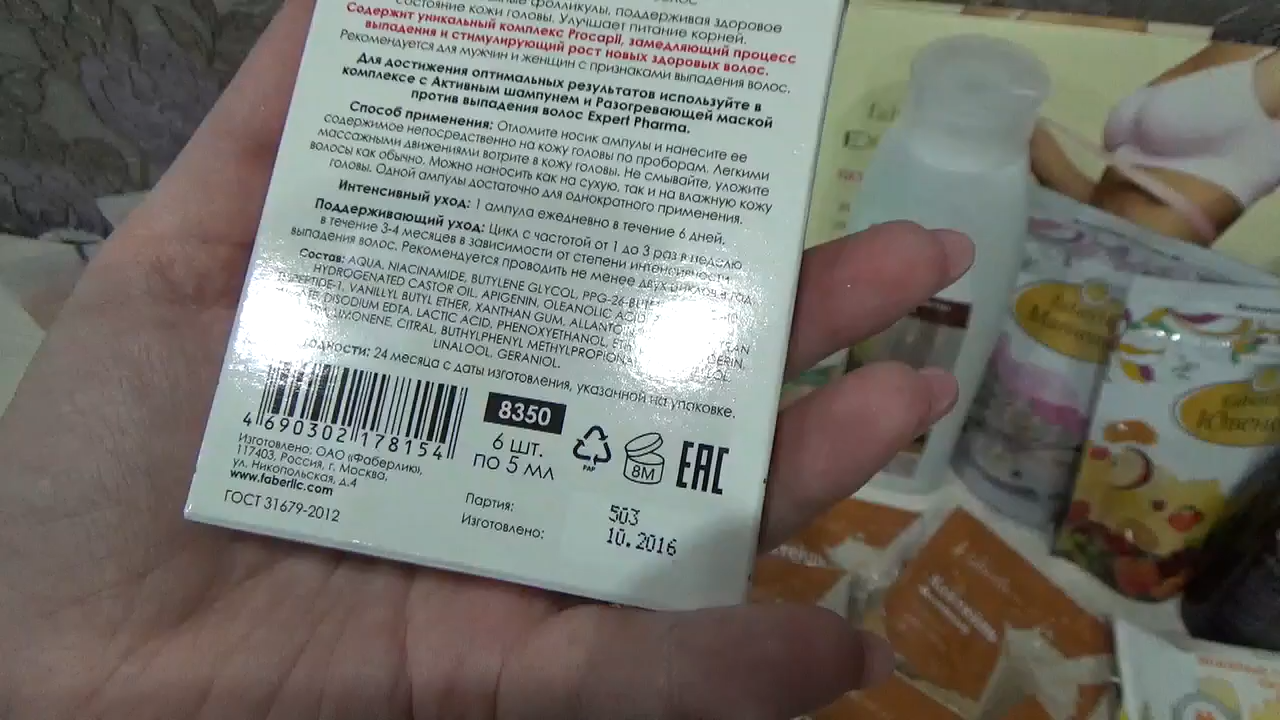 фолликулы, поддерживая здоровое
состояние кожи головы. Улучшает питание корней.
Содержит уникальный комплекс Procapil, замедляющий процесс
выпадения и стимулирующий рост новых здоровых волос.
Рекомендуется для мужчин и женщин с признаками выпадения волос.
Для достижения оптимальных результатов используйте в
комплексе с Активным шампунем и Разогревающей маской
против выпадения волос Expert Pharma.
Способ применения: Отломите носик ампулы и нанесите ее
содержимое непосредственно на кожу головы по проборам. Легкими
массажными движениями вотрите в кожу головы. Не смывайте, уложите
волосы как обычно. Можно наносить как на сухую, так и на влажную кожу
головы. Одной ампулы достаточно для однократного применения.
Интенсивный уход: 1 ампула ежедневно в течение 6 дней.
Поддерживающий уход: Цикл с частотой от 1 до 3 раз в неделю
в течение 3-4 месяцев в зависимости от степени интенсивности
выпадения волос. Рекомендуется проводить не менее двух циклов в год.
Состав: AQUA, NIACINAMIDE, BUTYLENE GLYCOL,
HYDROGENATED CASTOR OIL, APIGENIN, OLEANOLIC ACID
VANILLYL BUTYL ETHER, XANTHAN GUM,
DISODIUM EDTA, LACTIC ACID, PHENOXYETHANOL,
CITRAL,
LINALOOL, GERANIOL.
24 месяца с даты изготовления, указанной на упаковке.
8350
4 690302 178154
6 шт.
по 5 мл
PAP
8M
EAC
Изготовлено: ОАО «Фаберлик»,
117403, Россия, г. Москва,
ул. Никопольская, д.4
www.faberlic.com
ГОСТ 31679-2012
Партия: 503
Изготовлено: 10.2016